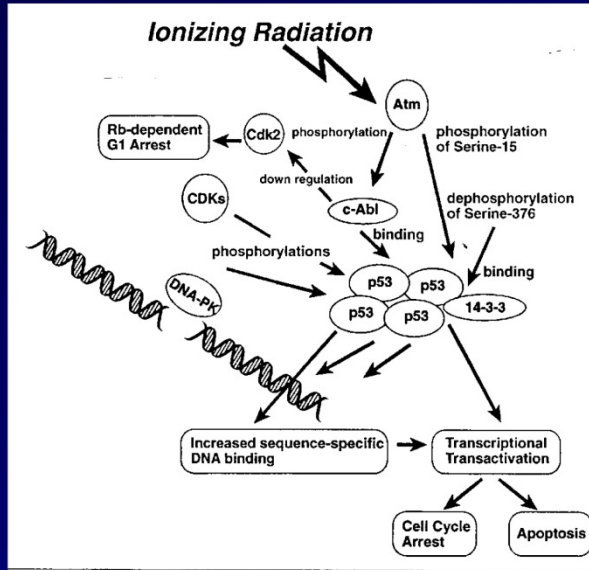 Ionizing Radiation
Atm
Rb-dependent
G1 Arrest
Cdk2
phosphorylation
phosphorylation
of Serine-15
down regulation
CDKs
c-Abl
dephosphorylation
of Serine-376
binding
phosphorylations
binding
p53
p53
DNA-PK
p53
p53
14-3-3
Increased sequence-specific
DNA binding
Transcriptional
Transactivation
Cell Cycle
Arrest
Apoptosis